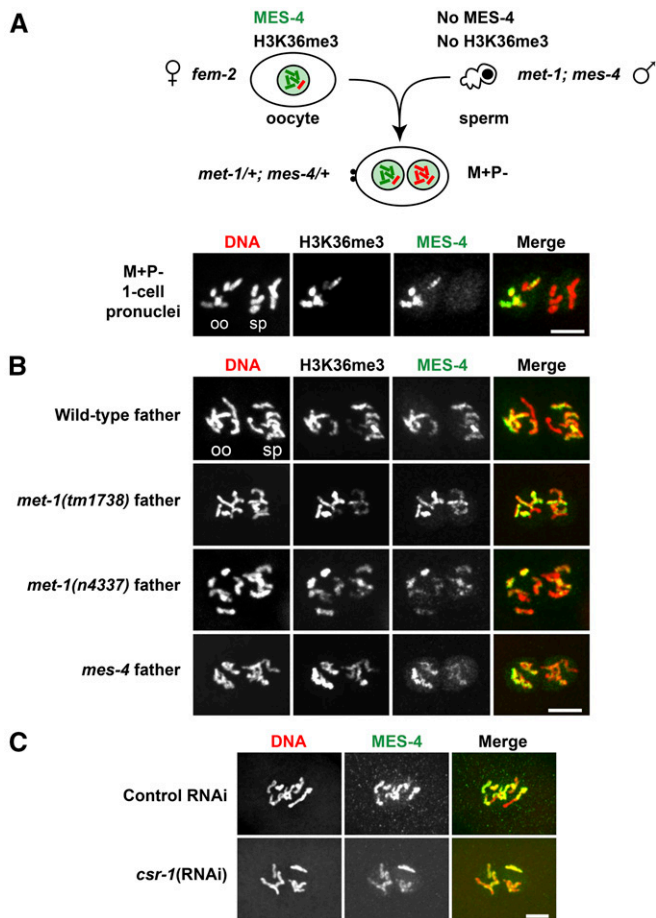 A
MES-4
H3K36me3
No MES-4
No H3K36me3
♀ fem-2
met-1; mes-4 ♂
oocyte
sperm
met-1/+; mes-4/+
M+P-
DNA H3K36me3 MES-4 Merge
M+P-
1-cell
pronuclei
oo sp
B
DNA H3K36me3 MES-4 Merge
Wild-type father
oo sp
met-1(tm1738) father
met-1(n4337) father
mes-4 father
C
DNA MES-4 Merge
Control RNAi
csr-1(RNAi)